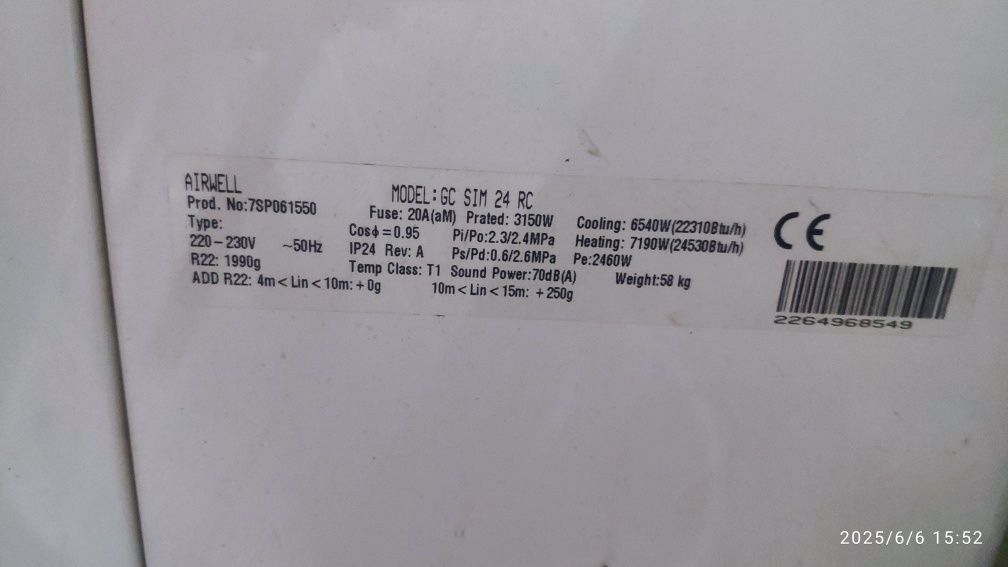 AIRWELL MODEL:GC SIM 24 RC
Prod. No:7SP061550 Fuse: 20A(aM) Prated: 3150W Cooling: 6540W(22310Btu/h)
Type: Cosϕ=0.95 Pi/Po:2.3/2.4MPa Heating: 7190W(24530Btu/h)
220-230V ~50Hz IP24 Rev: A Ps/Pd:0.6/2.6MPa Pe:2460W
R22: 1990g Temp Class: T1 Sound Power:70dB(A) Weight:58 kg
ADD R22: 4m<Lin<10m:+0g 10m<Lin<15m: +250g
CE
2264968549
2025/6/6 15:52